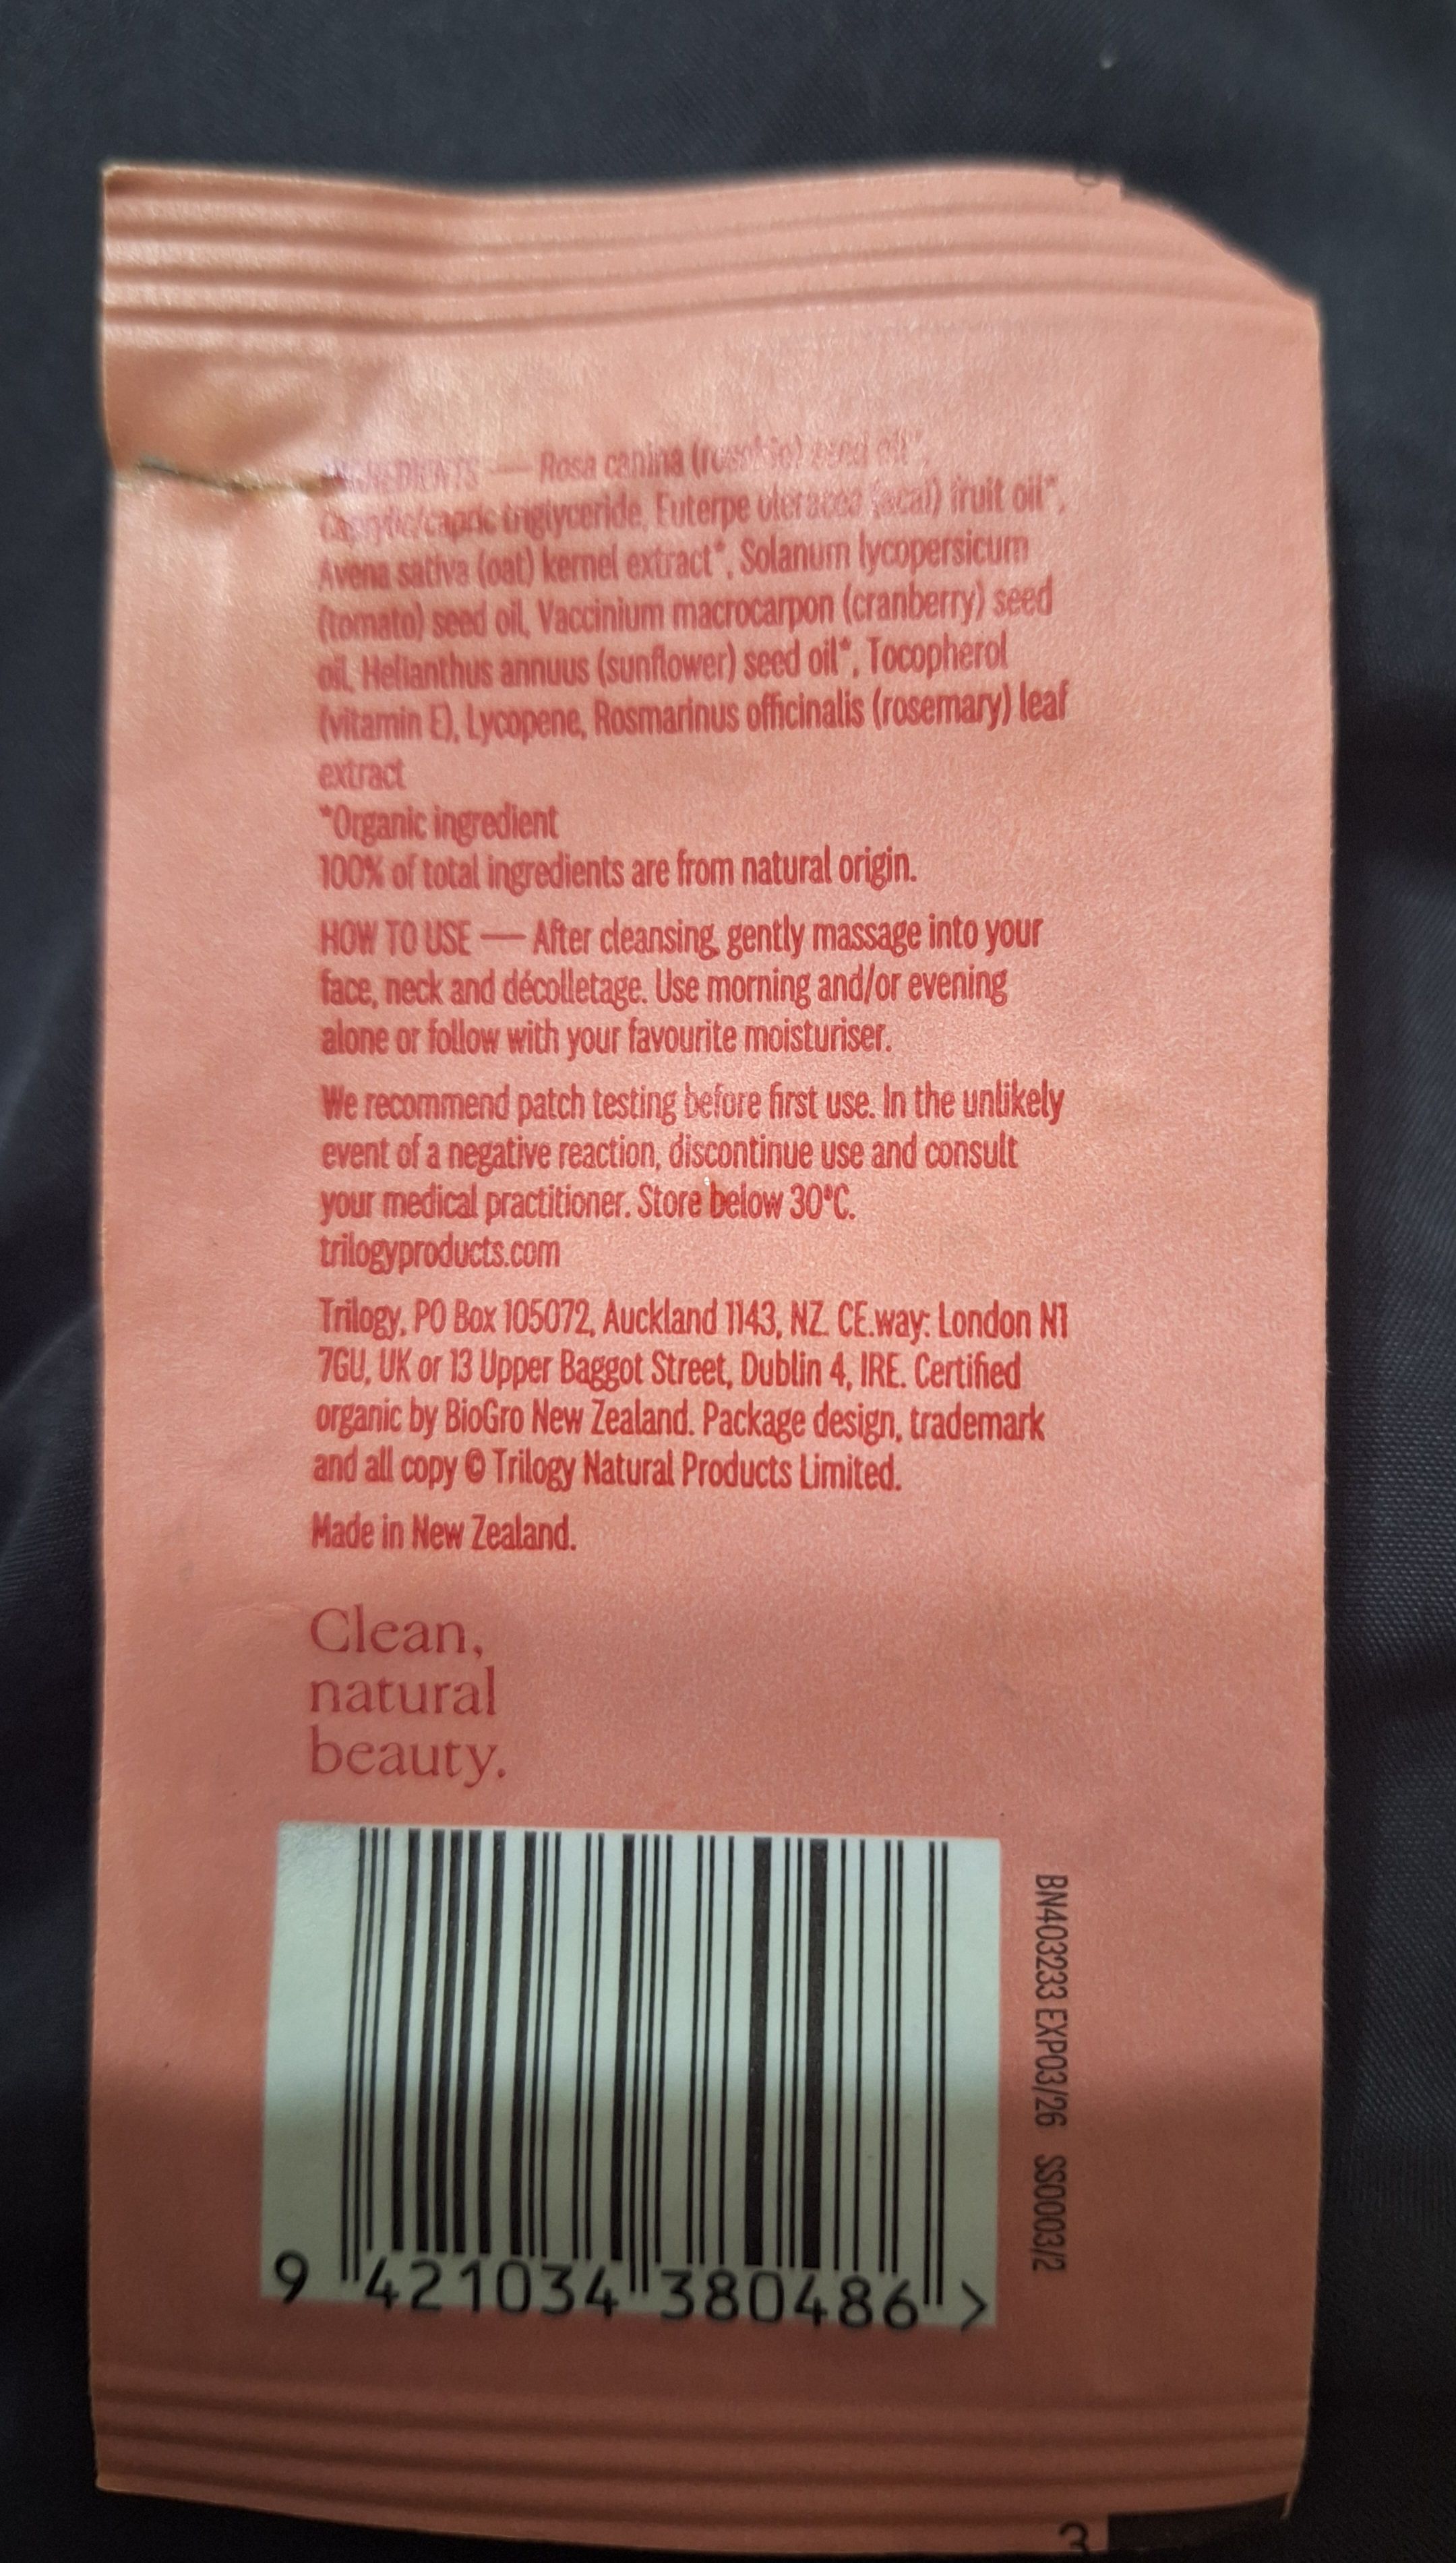 INGREDIENTS — Rosa canina (rosehip) seed oil*,
Caprylic/capric triglyceride, Euterpe oleracea (acai) fruit oil*,
Avena sativa (oat) kernel extract*, Solanum lycopersicum
(tomato) seed oil, Vaccinium macrocarpon (cranberry) seed
oil, Helianthus annuus (sunflower) seed oil*, Tocopherol
(vitamin E), Lycopene, Rosmarinus officinalis (rosemary) leaf
extract
*Organic ingredient
100% of total ingredients are from natural origin.
HOW TO USE — After cleansing, gently massage into your
face, neck and décolletage. Use morning and/or evening
alone or follow with your favourite moisturiser.
We recommend patch testing before first use. In the unlikely
event of a negative reaction, discontinue use and consult
your medical practitioner. Store below 30°C.
trilogyproducts.com
Trilogy, PO Box 105072, Auckland 1143, NZ. CE.way: London N1
7GU, UK or 13 Upper Baggot Street, Dublin 4, IRE. Certified
organic by BioGro New Zealand. Package design, trademark
and all copy © Trilogy Natural Products Limited.
Made in New Zealand.
Clean,
natural
beauty.
BN403233 EXP03/26 SS0003/2
9 421034 380486 >
3